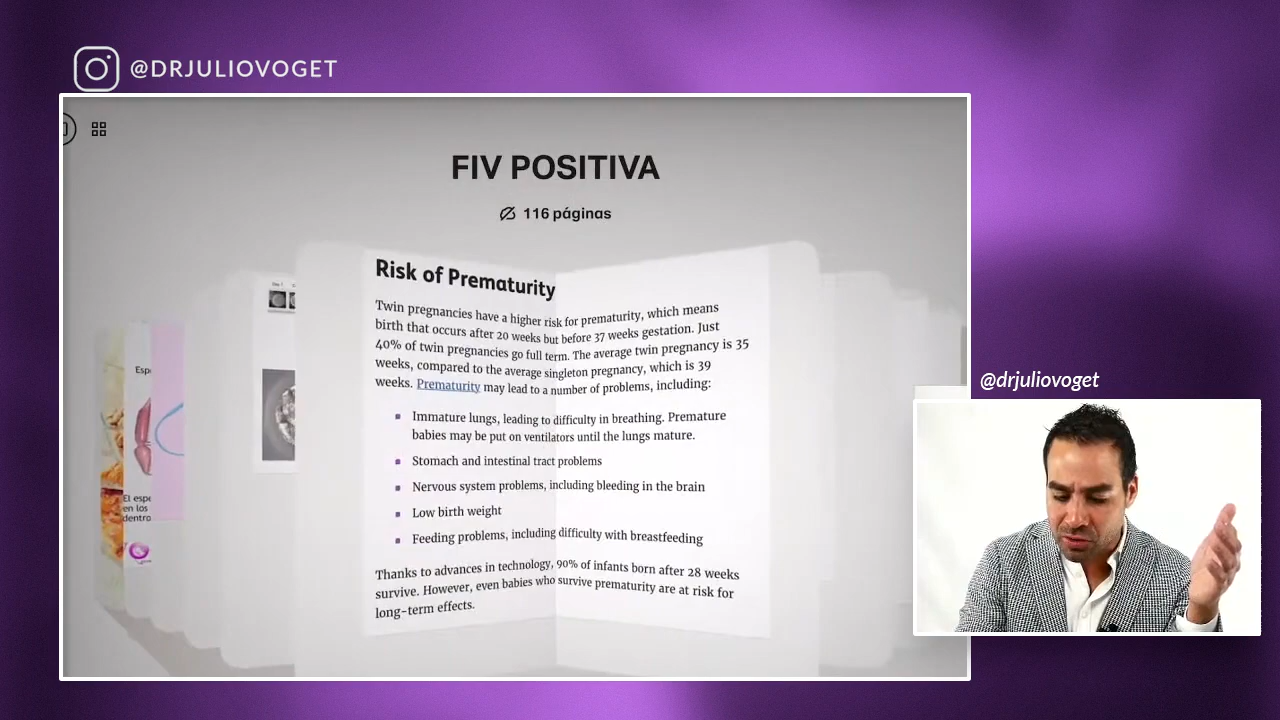 @DRJULIOVOGET
FIV POSITIVA
116 páginas
Risk of Prematurity
Twin pregnancies have a higher risk for prematurity, which means
birth that occurs after 20 weeks but before 37 weeks gestation. Just
40% of twin pregnancies go full term. The average twin pregnancy is 35
weeks, compared to the average singleton pregnancy, which is 39
weeks. Prematurity may lead to a number of problems, including:
Immature lungs, leading to difficulty in breathing. Premature
babies may be put on ventilators until the lungs mature.
Stomach and intestinal tract problems
Nervous system problems, including bleeding in the brain
Low birth weight
Feeding problems, including difficulty with breastfeeding
Thanks to advances in technology, 90% of infants born after 28 weeks
survive. However, even babies who survive prematurity are at risk for
long-term effects.
Esp
El espe
en los
dentro
@drjuliovoget